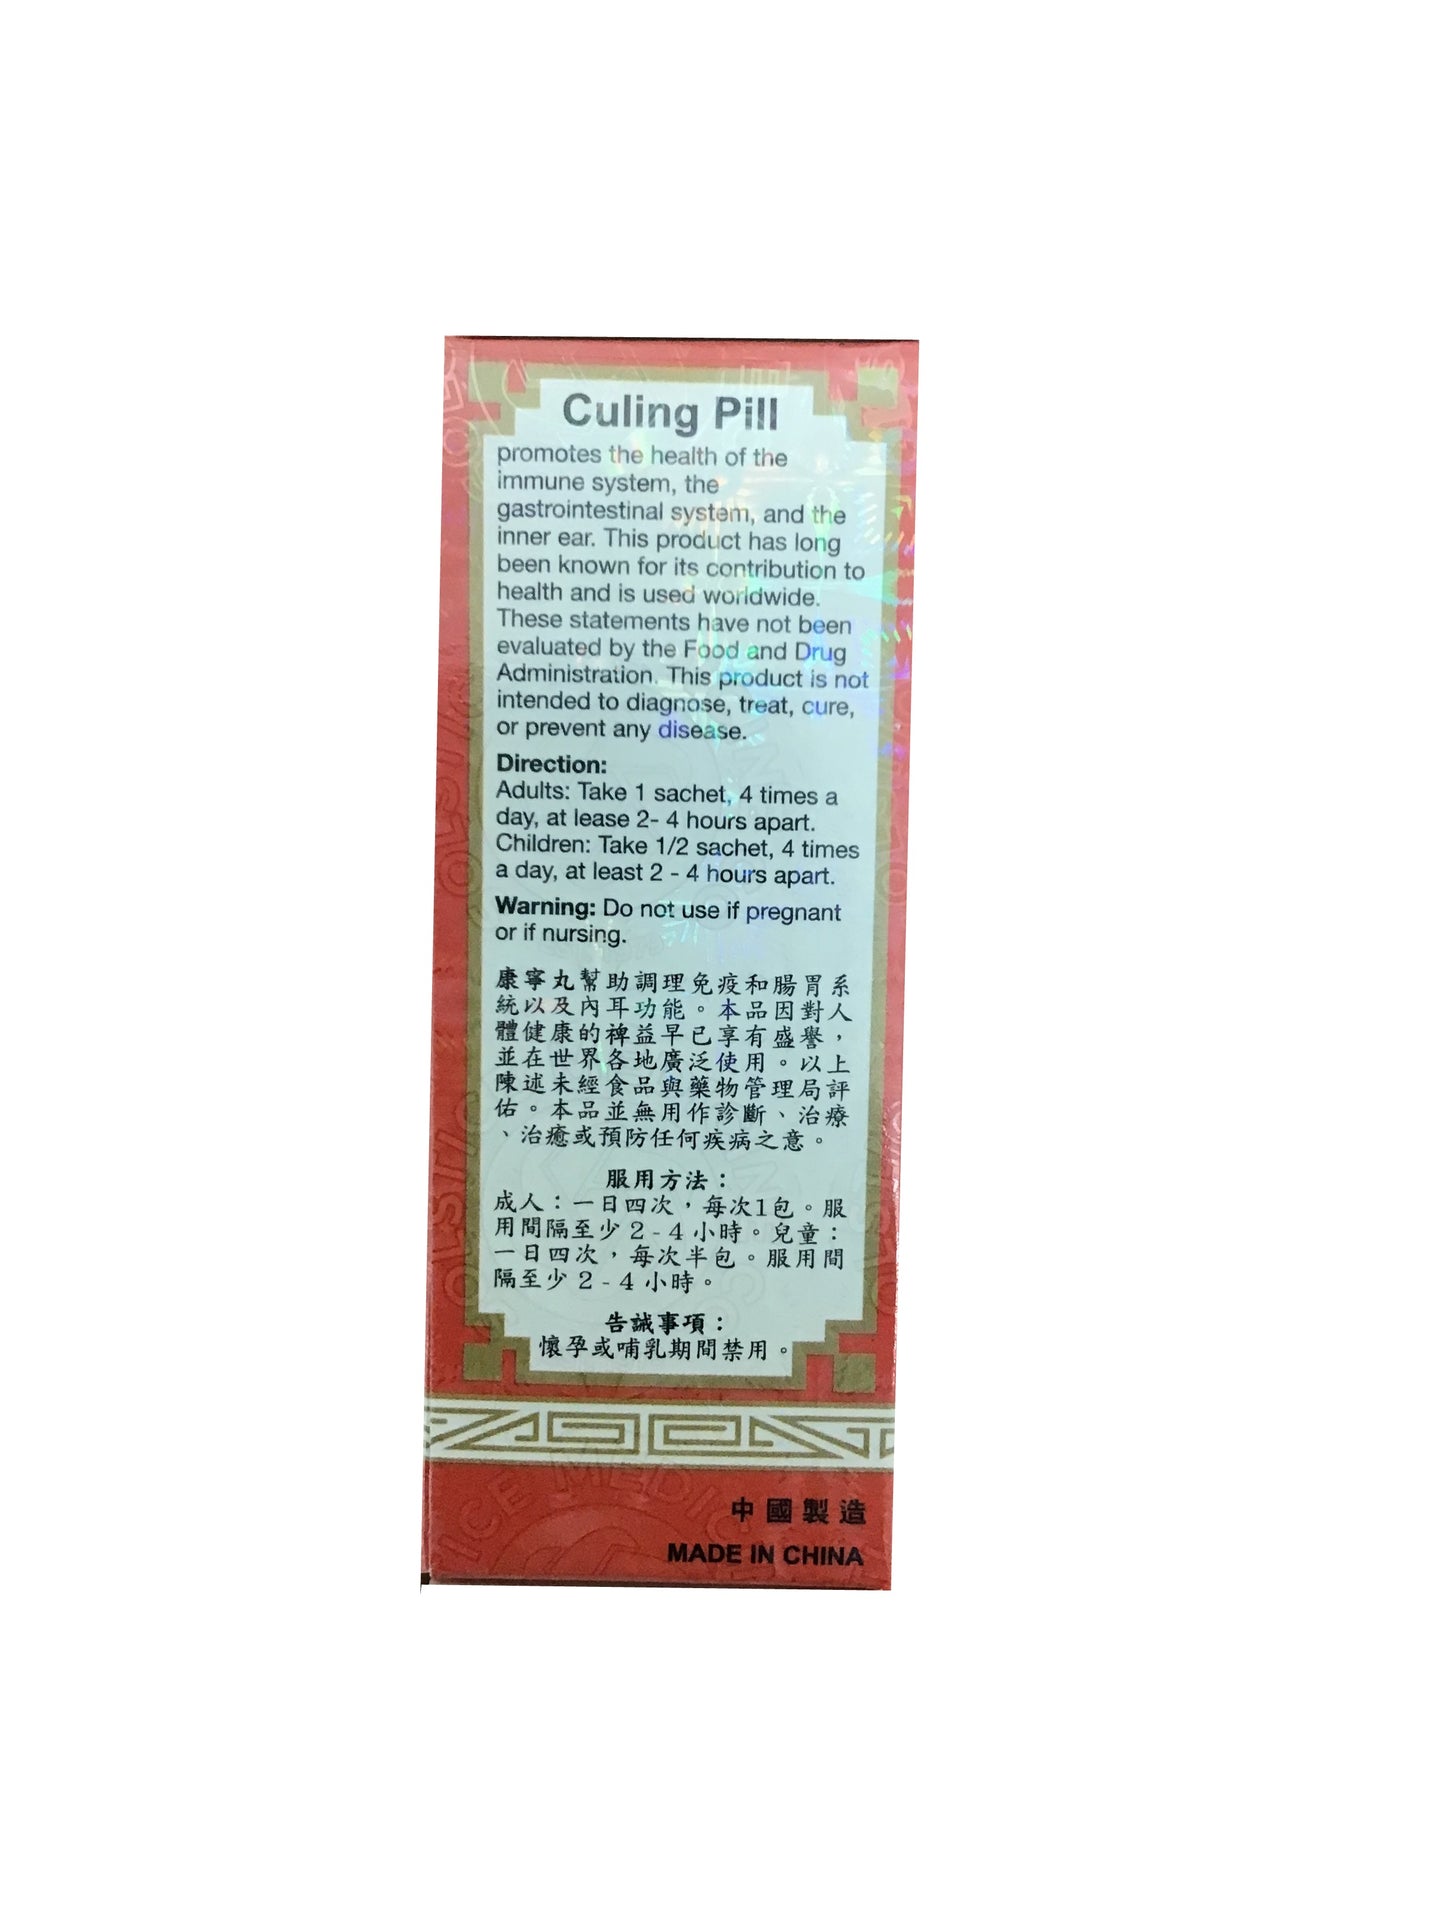 Culing Pill
promotes the health of the
immune system, the
gastrointestinal system, and the
inner ear. This product has long
been known for its contribution to
health and is used worldwide.
These statements have not been
evaluated by the Food and Drug
Administration. This product is not
intended to diagnose, treat, cure,
or prevent any disease.
Direction:
Adults: Take 1 sachet, 4 times a
day, at lease 2- 4 hours apart.
Children: Take 1/2 sachet, 4 times
a day, at least 2 - 4 hours apart.
Warning: Do not use if pregnant
or if nursing.
康寧丸幫助調理免疫和腸胃系
統以及內耳功能。本品因對人
體健康的裨益早已享有盛譽，
並在世界各地廣泛使用。以上
陳述未經食品與藥物管理局評
估。本品並無用作診斷、治療
、治癒或預防任何疾病之意。
服用方法：
成人：一日四次，每次1包。服
用間隔至少 2 - 4 小時。兒童：
一日四次，每次半包。服用間
隔至少 2 - 4 小時。
告誡事項：
懷孕或哺乳期間禁用。
中國製造
MADE IN CHINA